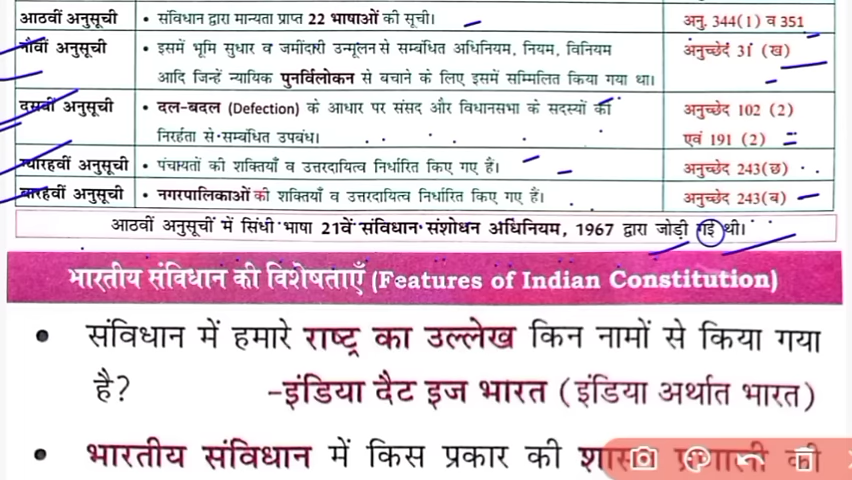 आठवीं अनुसूची • संविधान द्वारा मान्यता प्राप्त 22 भाषाओं की सूची। अनु. 344(1) व 351
नौवीं अनुसूची • इसमें भूमि सुधार व जमींदारी उन्मूलन से सम्बंधित अधिनियम, नियम, विनियम अनुच्छेद 31 (ख)
आदि जिन्हें न्यायिक पुनर्विलोकन से बचाने के लिए इसमें सम्मिलित किया गया था।
दसवीं अनुसूची • दल-बदल (Defection) के आधार पर संसद और विधानसभा के सदस्यों की अनुच्छेद 102 (2)
निरर्हता से सम्बंधित उपबंध। एवं 191 (2)
ग्यारहवीं अनुसूची • पंचायतों की शक्तियाँ व उत्तरदायित्व निर्धारित किए गए है। अनुच्छेद 243(छ)
बारहवीं अनुसूची • नगरपालिकाओं की शक्तियाँ व उत्तरदायित्व निर्धारित किए गए हैं। अनुच्छेद 243(ब)
आठवीं अनुसूची में सिंधी भाषा 21वें संविधान संशोधन अधिनियम, 1967 द्वारा जोड़ी गई थी।
भारतीय संविधान की विशेषताएँ (Features of Indian Constitution)
• संविधान में हमारे राष्ट्र का उल्लेख किन नामों से किया गया
है? -इंडिया दैट इज भारत (इंडिया अर्थात भारत)
• भारतीय संविधान में किस प्रकार की